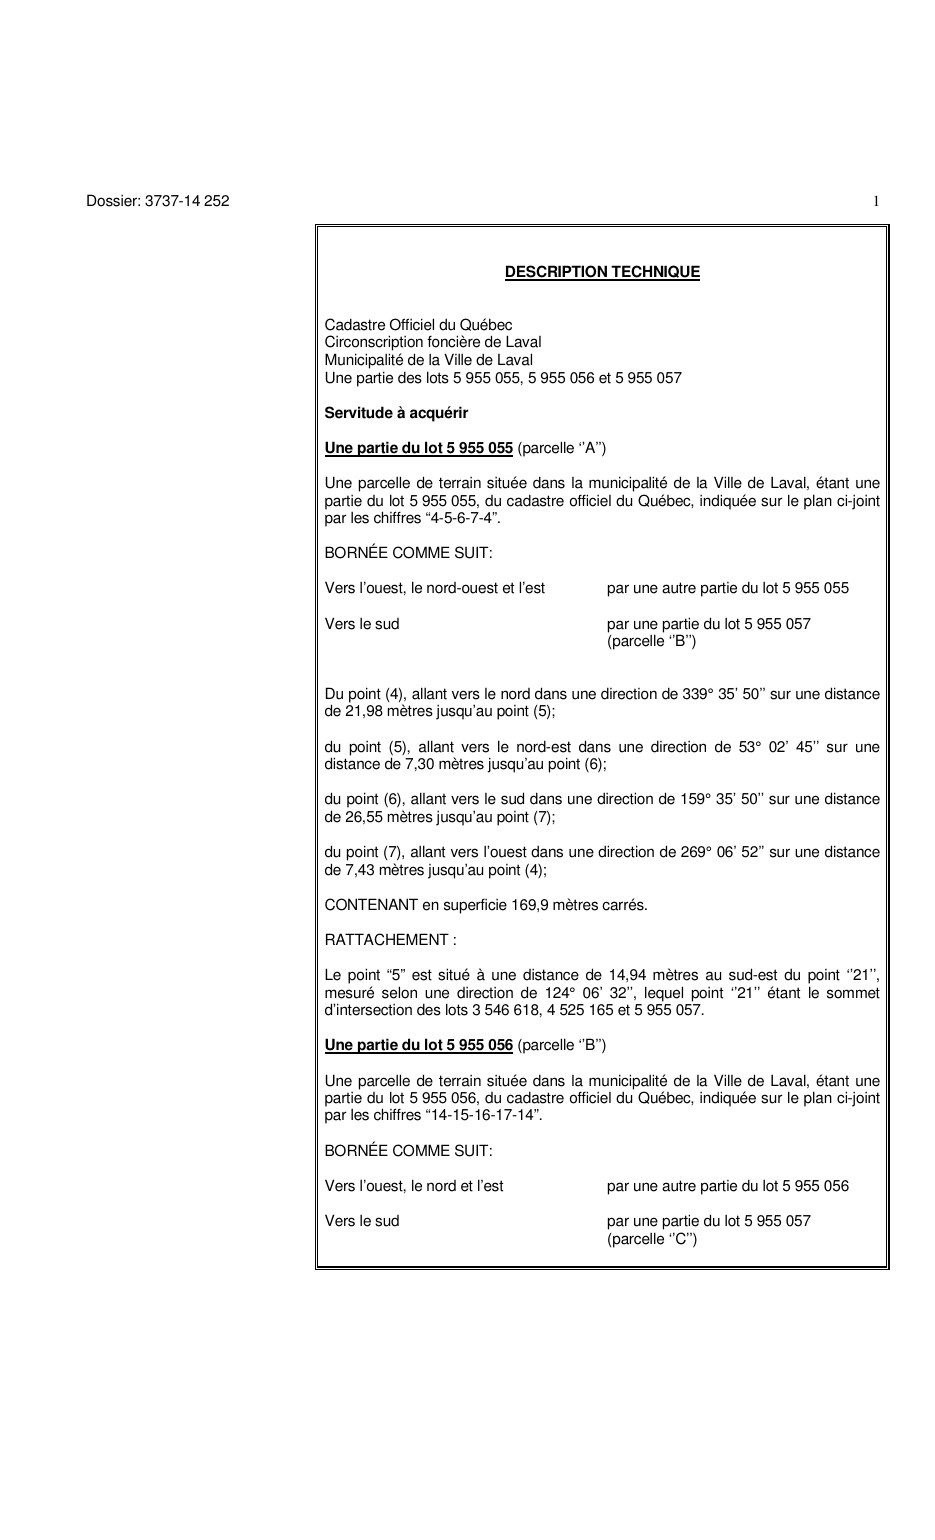 Dossier: 3737-14 252
1
DESCRIPTION TECHNIQUE
Cadastre Officiel du Québec
Circonscription foncière de Laval
Municipalité de la Ville de Laval
Une partie des lots 5 955 055, 5 955 056 et 5 955 057
Servitude à acquérir
Une partie du lot 5 955 055 (parcelle ‘’A’’)
Une parcelle de terrain située dans la municipalité de la Ville de Laval, étant une
partie du lot 5 955 055, du cadastre officiel du Québec, indiquée sur le plan ci-joint
par les chiffres “4-5-6-7-4”.
BORNÉE COMME SUIT:
Vers l’ouest, le nord-ouest et l’est par une autre partie du lot 5 955 055
Vers le sud par une partie du lot 5 955 057
(parcelle ‘’B’’)
Du point (4), allant vers le nord dans une direction de 339° 35’ 50’’ sur une distance
de 21,98 mètres jusqu’au point (5);
du point (5), allant vers le nord-est dans une direction de 53° 02’ 45’’ sur une
distance de 7,30 mètres jusqu’au point (6);
du point (6), allant vers le sud dans une direction de 159° 35’ 50’’ sur une distance
de 26,55 mètres jusqu’au point (7);
du point (7), allant vers l’ouest dans une direction de 269° 06’ 52’’ sur une distance
de 7,43 mètres jusqu’au point (4);
CONTENANT en superficie 169,9 mètres carrés.
RATTACHEMENT :
Le point “5” est situé à une distance de 14,94 mètres au sud-est du point ‘’21’’,
mesuré selon une direction de 124° 06’ 32’’, lequel point ‘’21’’ étant le sommet
d’intersection des lots 3 546 618, 4 525 165 et 5 955 057.
Une partie du lot 5 955 056 (parcelle ‘’B’’)
Une parcelle de terrain située dans la municipalité de la Ville de Laval, étant une
partie du lot 5 955 056, du cadastre officiel du Québec, indiquée sur le plan ci-joint
par les chiffres “14-15-16-17-14”.
BORNÉE COMME SUIT:
Vers l’ouest, le nord et l’est par une autre partie du lot 5 955 056
Vers le sud par une partie du lot 5 955 057
(parcelle ‘’C’’)